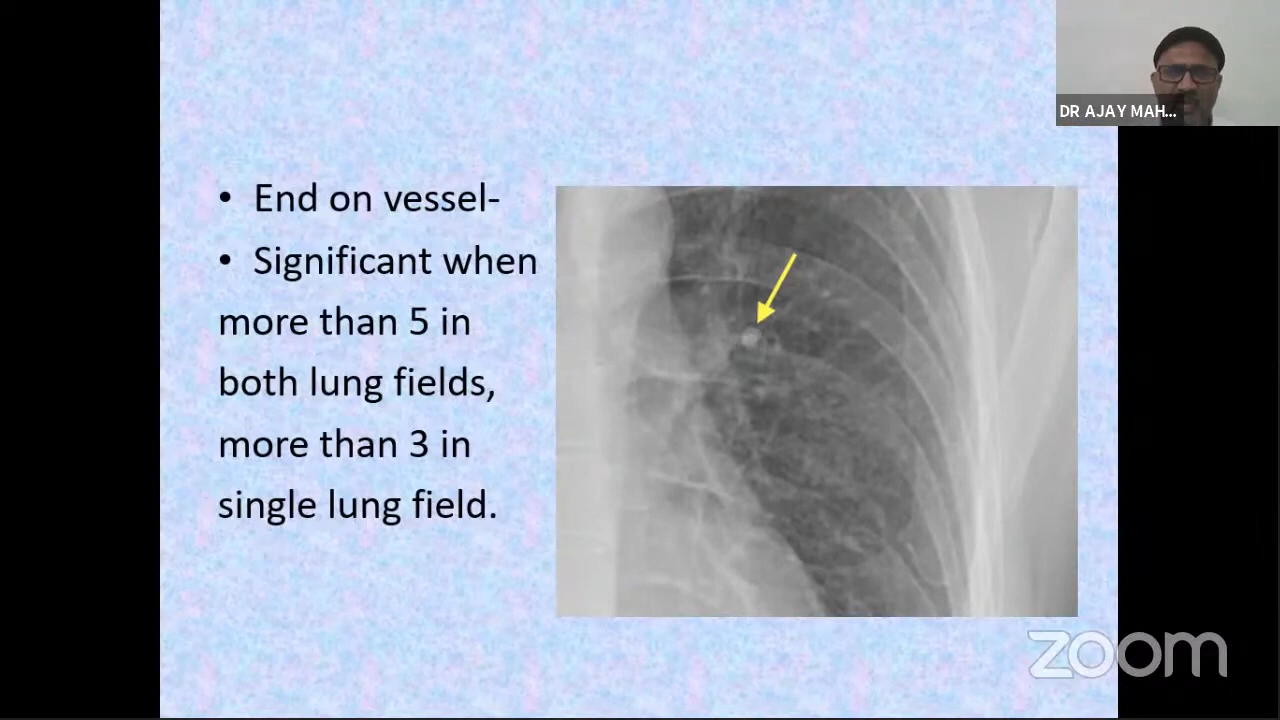 DR AJAY MAH...
• End on vessel-
• Significant when
more than 5 in
both lung fields,
more than 3 in
single lung field.
zoom